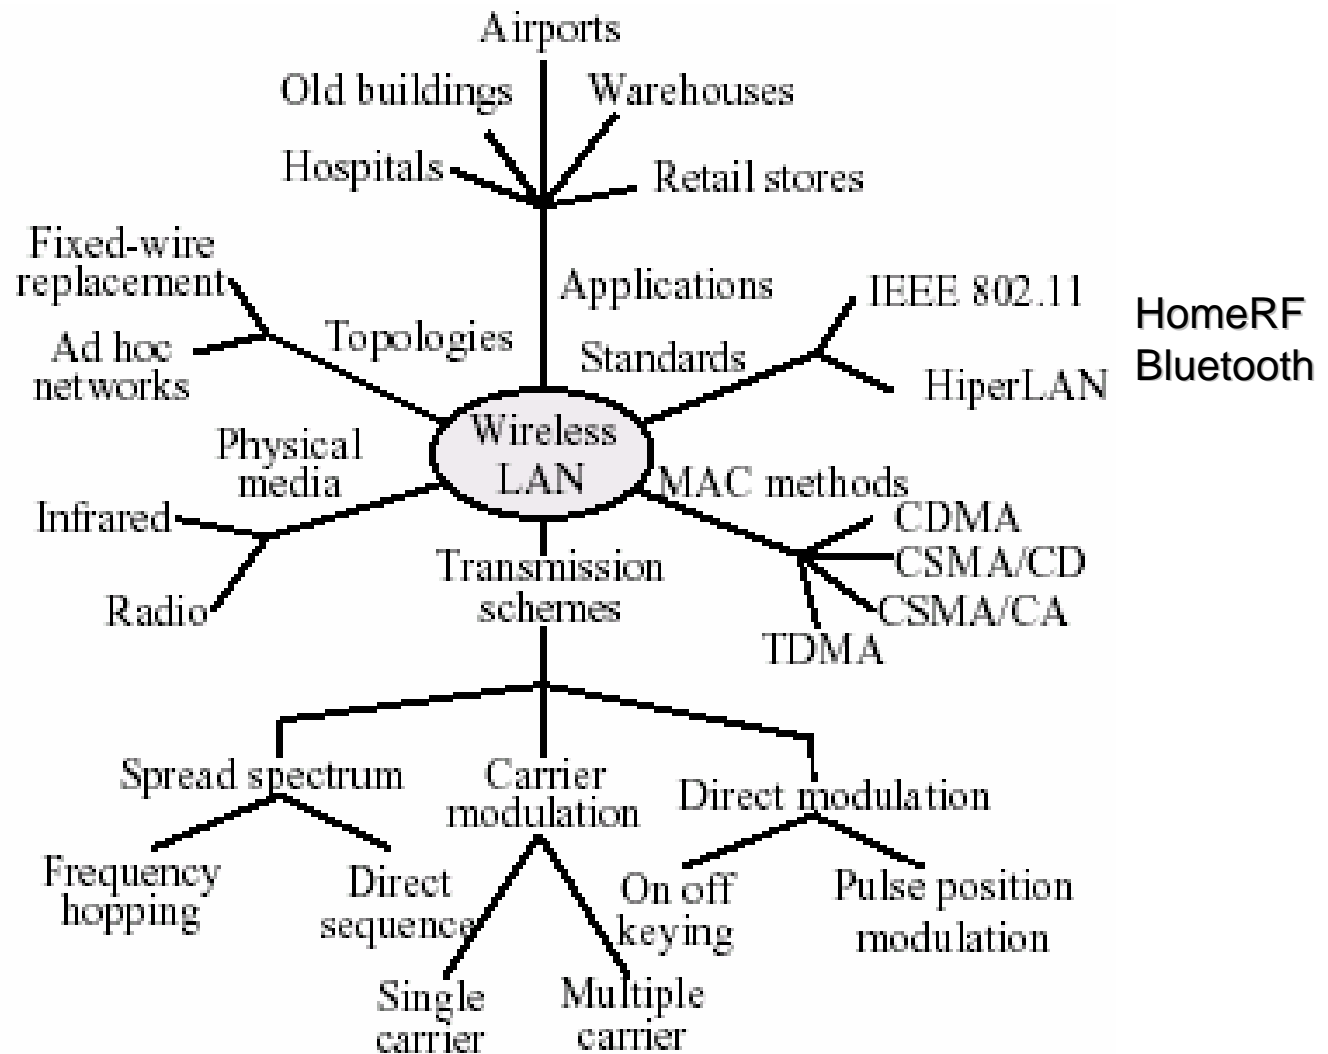 Airports
Old buildings
Warehouses
Hospitals
Retail stores
Fixed-wire
replacement
Applications
IEEE 802.11
HomeRF
Bluetooth
Topologies
Ad hoc
networks
Standards
HiperLAN
Wireless
LAN
Physical
media
MAC methods
Infrared
CDMA
CSMA/CD
Transmission
schemes
Radio
CSMA/CA
TDMA
Spread spectrum
Carrier
modulation
Direct modulation
Frequency
hopping
Direct
sequence
On off
keying
Pulse position
modulation
Single
carrier
Multiple
carrier